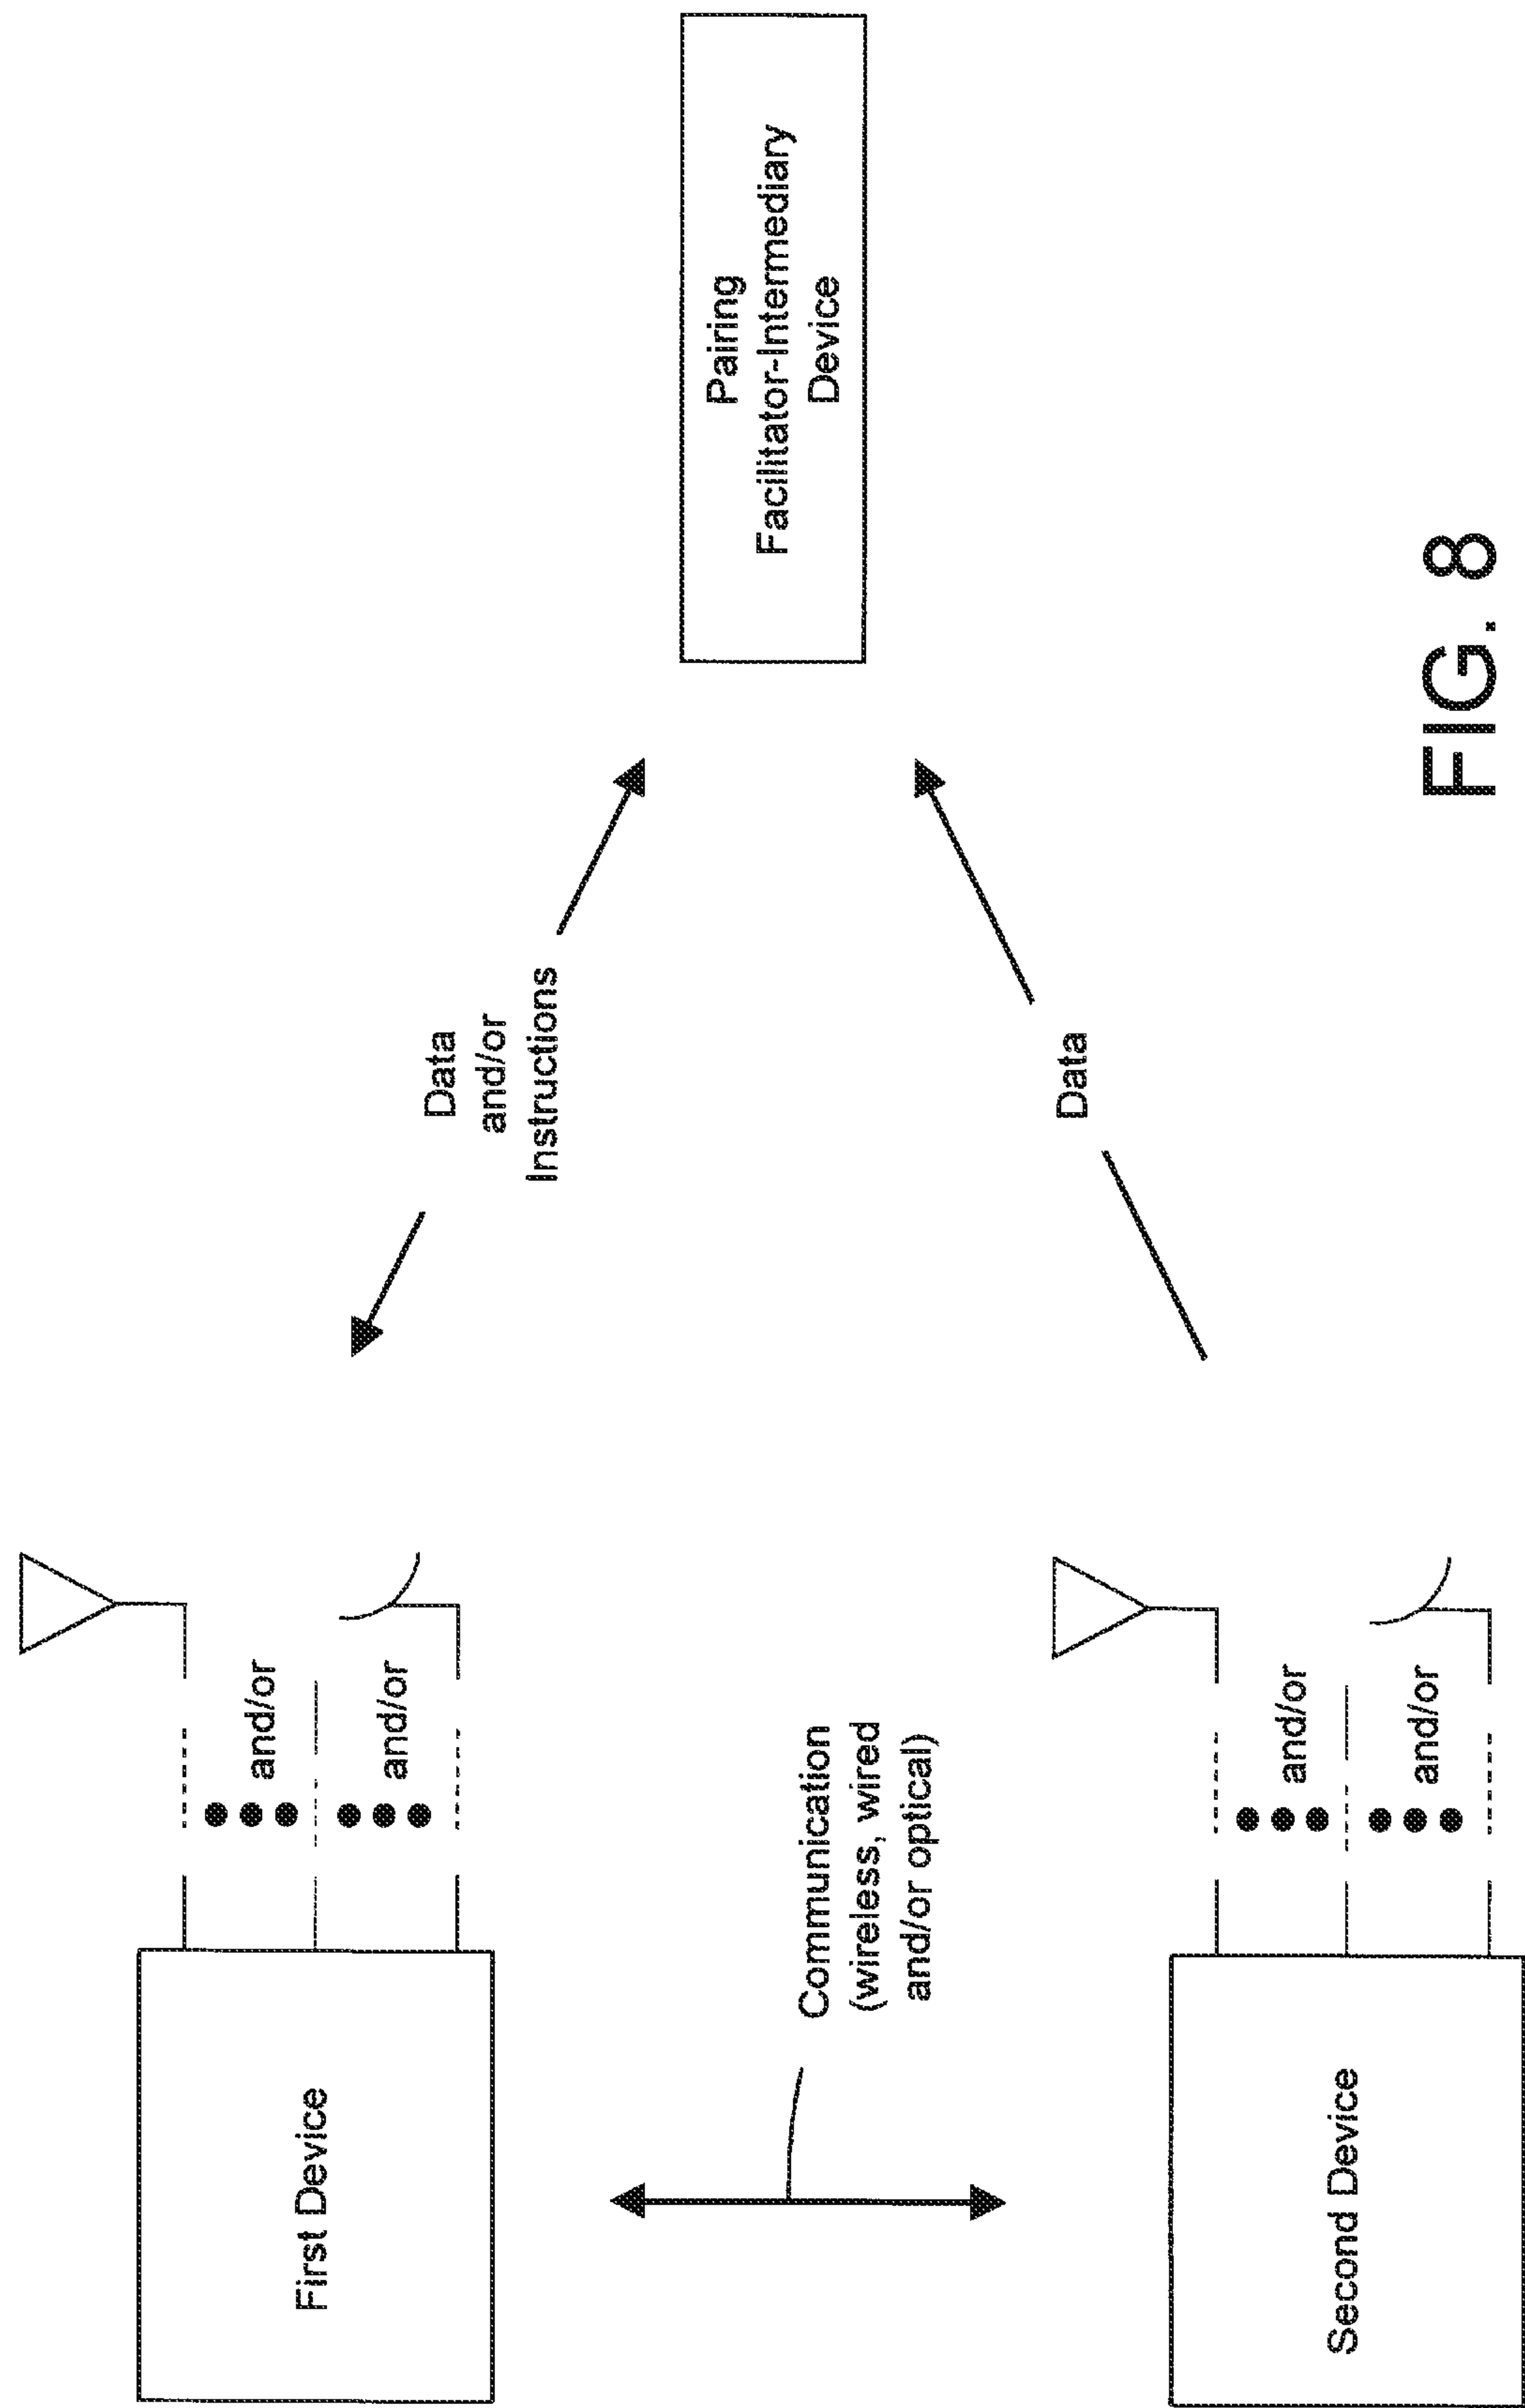 First Device
and/or
and/or
Data
and/or
Instructions
Pairing
Facilitator-Intermediary
Device
Communication
(wireless, wired
and/or optical)
Data
Second Device
and/or
and/or
FIG. 8